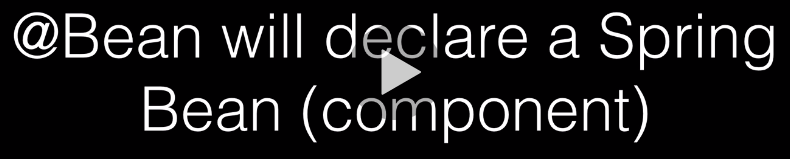 @Bean will declare a Spring
Bean (component)